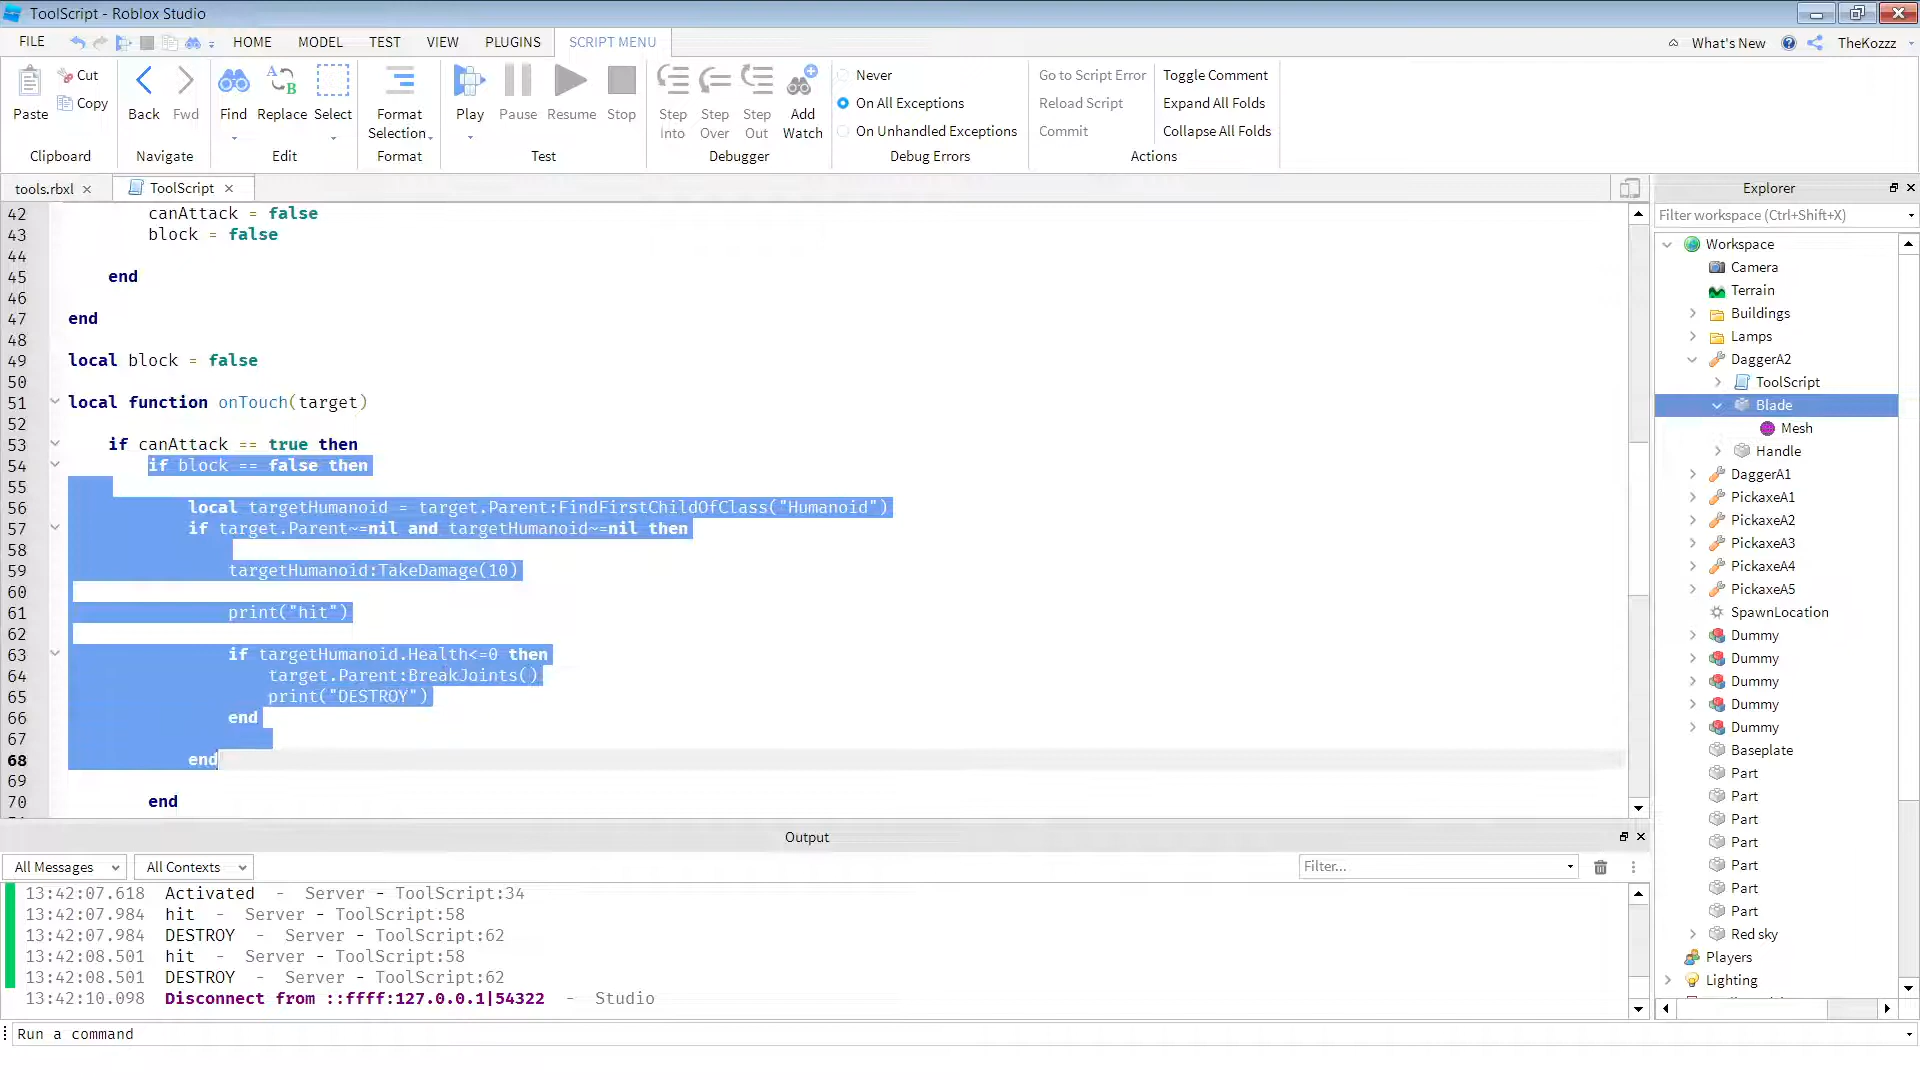 ToolScript - Roblox Studio
FILE HOME MODEL TEST VIEW PLUGINS SCRIPT MENU What's New TheKozzz
Paste Cut Copy Back Fwd Find Replace Select Format Selection Play Pause Resume Stop Step Into Step Over Step Out Add Watch
Never
On All Exceptions
On Unhandled Exceptions
Go to Script Error
Reload Script
Commit
Toggle Comment
Expand All Folds
Collapse All Folds
Clipboard Navigate Edit Format Test Debugger Debug Errors Actions
tools.rbxl ToolScript
42 canAttack = false
43 block = false
44
45 end
46
47 end
48
49 local block = false
50
51 local function onTouch(target)
52
53 if canAttack == true then
54 if block == false then
55
56 local targetHumanoid = target.Parent:FindFirstChildOfClass("Humanoid")
57 if target.Parent~=nil and targetHumanoid~=nil then
58
59 targetHumanoid:TakeDamage(10)
60
61 print("hit")
62
63 if targetHumanoid.Health<=0 then
64 target.Parent:BreakJoints()
65 print("DESTROY")
66 end
67
68 end
69
70 end
Explorer
Filter workspace (Ctrl+Shift+X)
Workspace
Camera
Terrain
Buildings
Lamps
DaggerA2
ToolScript
Blade
Mesh
Handle
DaggerA1
PickaxeA1
PickaxeA2
PickaxeA3
PickaxeA4
PickaxeA5
SpawnLocation
Dummy
Dummy
Dummy
Dummy
Dummy
Baseplate
Part
Part
Part
Part
Part
Part
Part
Red sky
Players
Lighting
Output
All Messages All Contexts Filter...
13:42:07.618 Activated - Server - ToolScript:34
13:42:07.984 hit - Server - ToolScript:58
13:42:07.984 DESTROY - Server - ToolScript:62
13:42:08.501 hit - Server - ToolScript:58
13:42:08.501 DESTROY - Server - ToolScript:62
13:42:10.098 Disconnect from ::ffff:127.0.0.1|54322 - Studio
Run a command